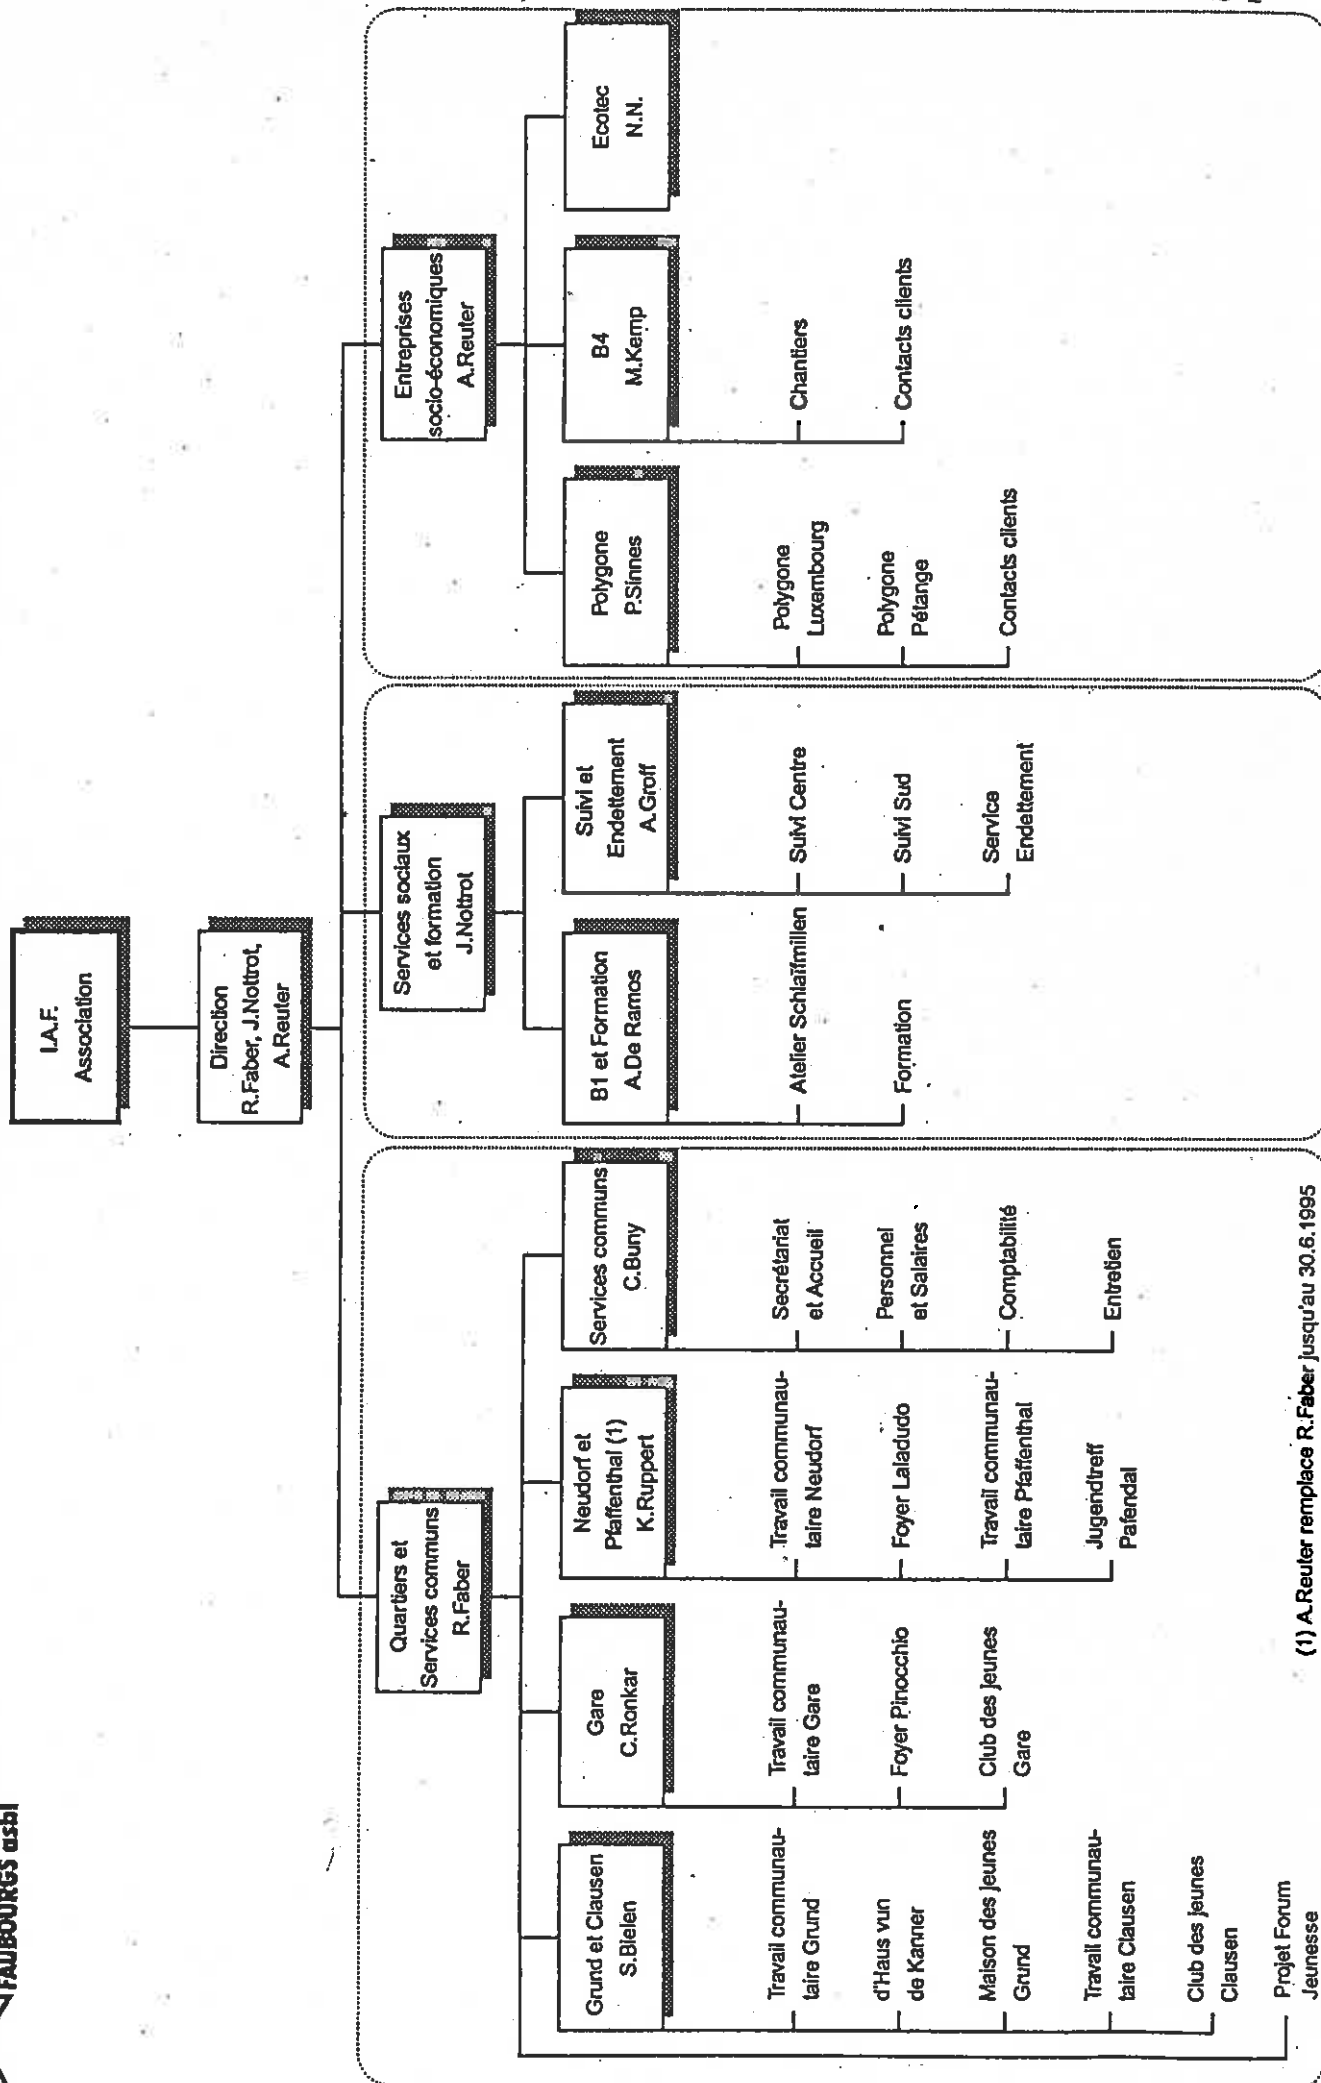 FAUBOURGS asbl
I.A.F.
Association
Direction
R.Faber, J.Nottrot,
A.Reuter
Quartiers et
Services communs
R.Faber
Grund et Clausen
S.Bielen
Travail communau-
taire Grund
d'Haus vun
de Kanner
Maison des jeunes
Grund
Travail communau-
taire Clausen
Club des jeunes
Clausen
Projet Forum
Jeunesse
Gare
C.Ronkar
Travail communau-
taire Gare
Foyer Pinocchio
Club des jeunes
Gare
Neudorf et
Pfaffenthal (1)
K.Ruppert
Travail communau-
taire Neudorf
Foyer Laladudo
Travail communau-
taire Pfaffenthal
Jugendtreff
Pafendal
Services communs
C.Buny
Secrétariat
et Accueil
Personnel
et Salaires
Comptabilité
Entretien
Services sociaux
et formation
J.Nottrot
B1 et Formation
A.De Ramos
Atelier Schläifmillen
Formation
Suivi et
Endettement
A.Groff
Suivi Centre
Suivi Sud
Service
Endettement
Entreprises
socio-économiques
A.Reuter
Polygone
P.Sinnes
Polygone
Luxembourg
Polygone
Pétange
Contacts clients
B4
M.Kemp
Chantiers
Contacts clients
Ecotec
N.N.
(1) A.Reuter remplace R.Faber jusqu'au 30.6.1995